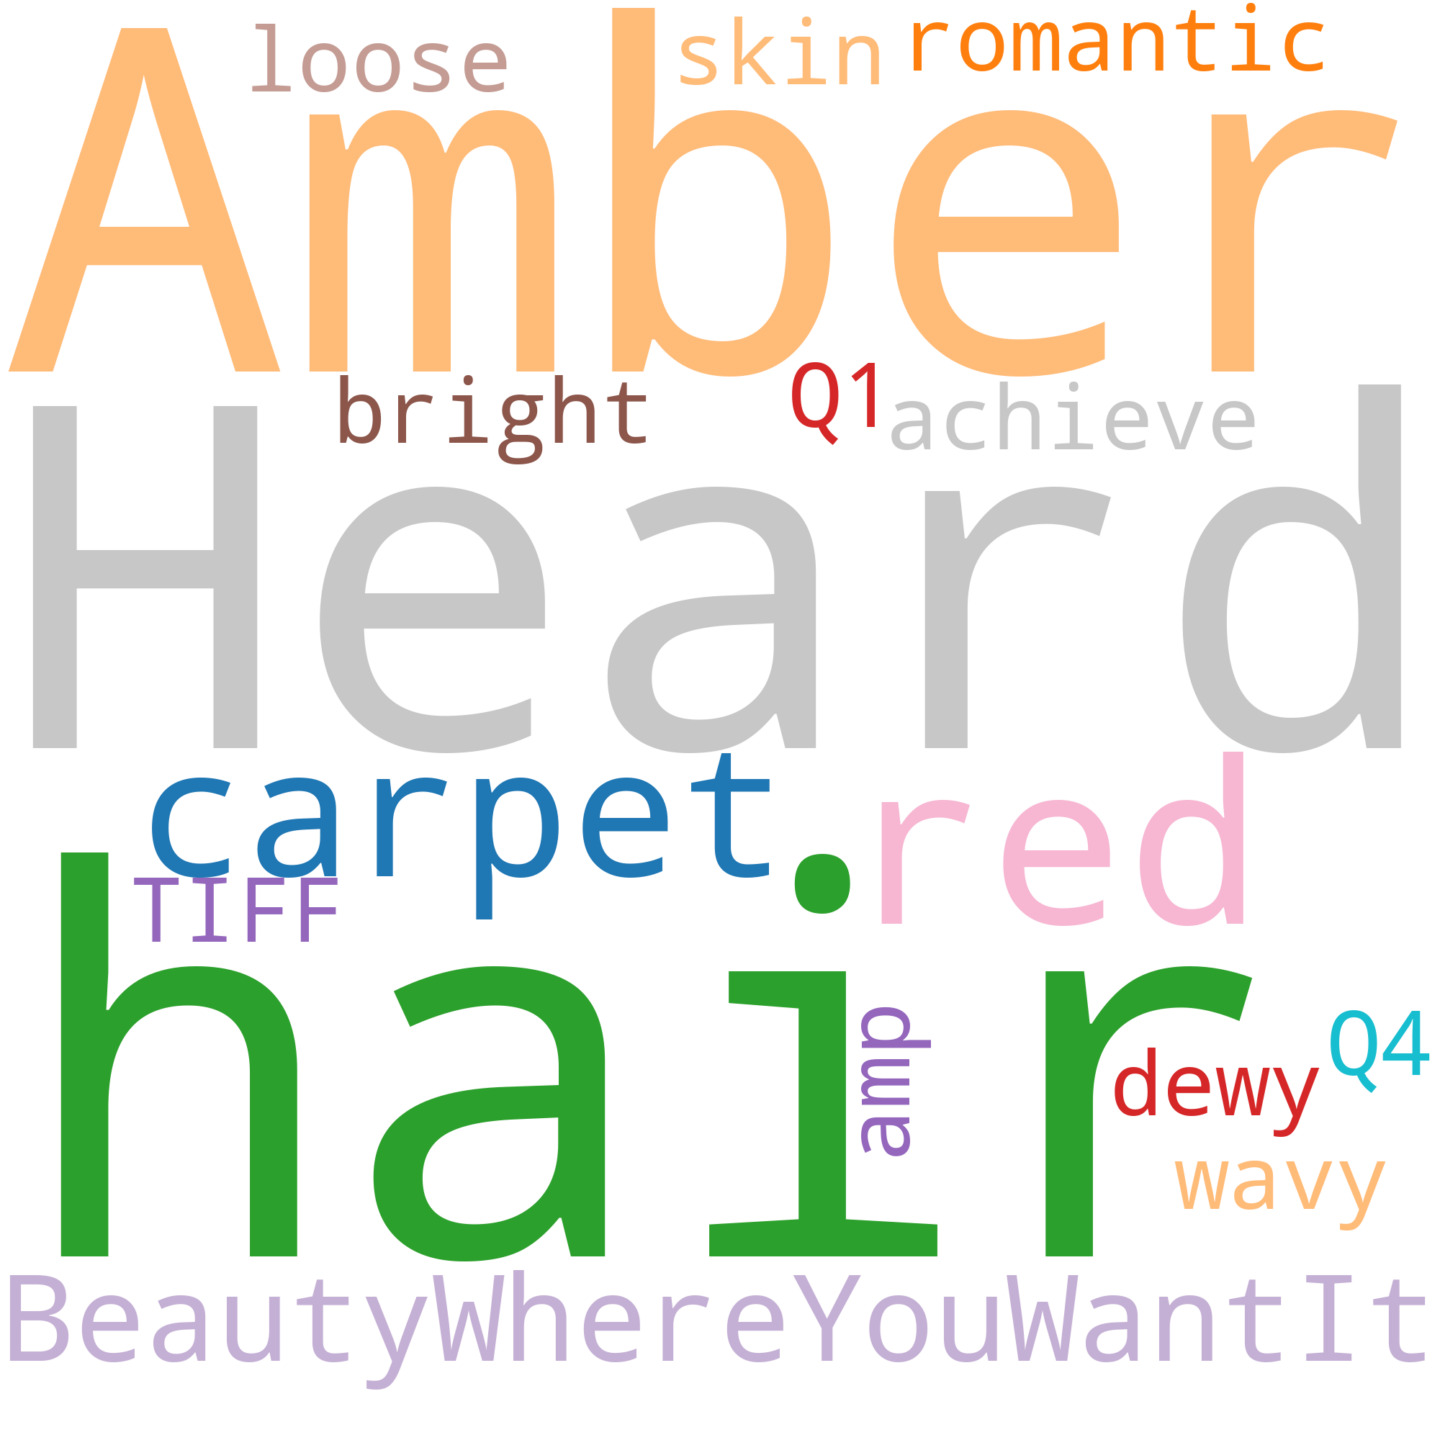 loose skin romantic
Amber
bright Q1 achieve
Heard
carpet red
TIFF
hair
amp
Q4
dewy
wavy
BeautyWhereYouWantIt